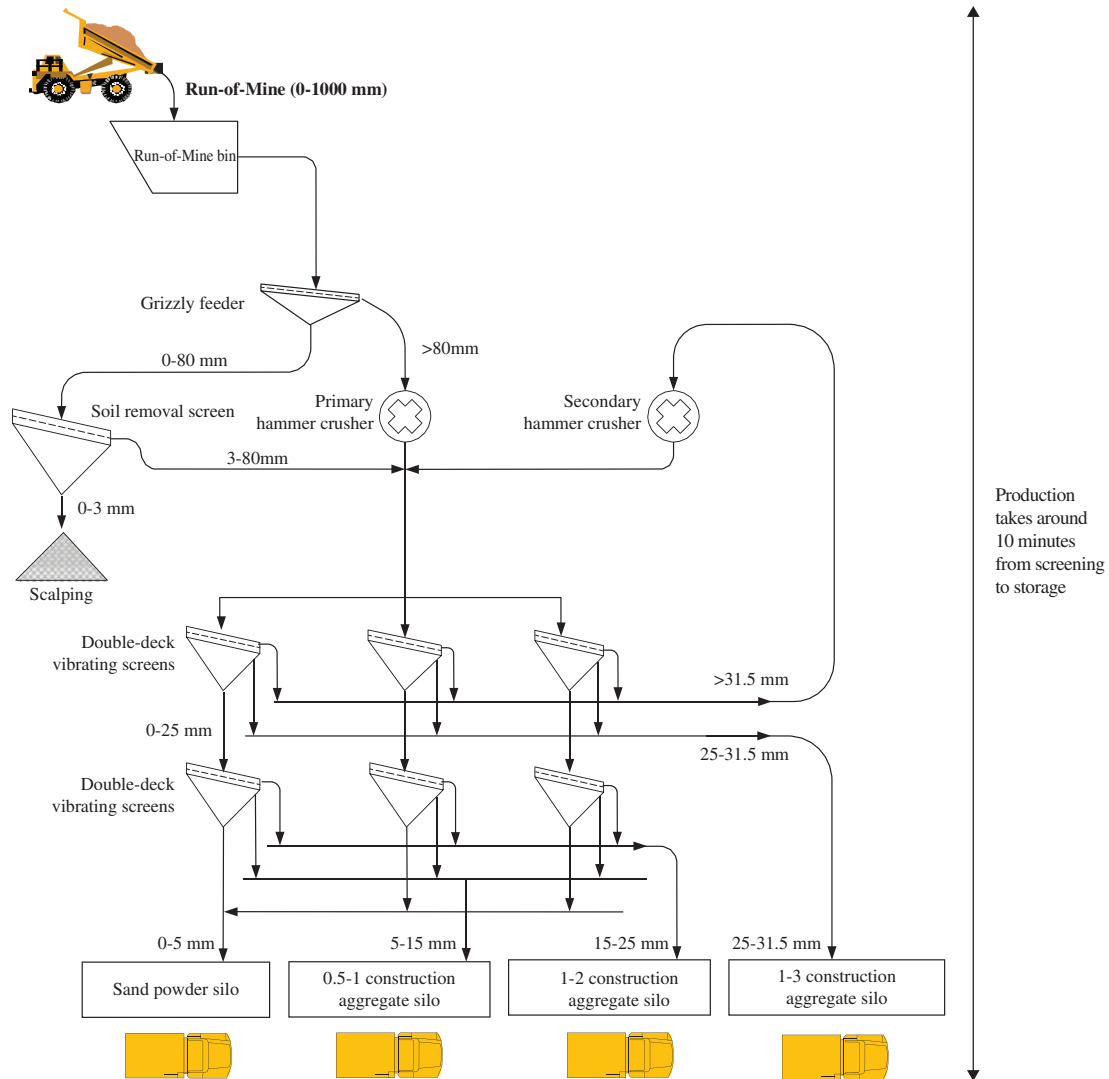 Run-of-Mine (0-1000 mm)
Run-of-Mine bin
Grizzly feeder
>80mm
0-80 mm
Soil removal screen
Primary
hammer crusher
Secondary
hammer crusher
3-80mm
0-3 mm
Scalping
Production
takes around
10 minutes
from screening
to storage
Double-deck
vibrating screens
>31.5 mm
0-25 mm
25-31.5 mm
Double-deck
vibrating screens
0-5 mm
5-15 mm
15-25 mm
25-31.5 mm
Sand powder silo
0.5-1 construction
aggregate silo
1-2 construction
aggregate silo
1-3 construction
aggregate silo